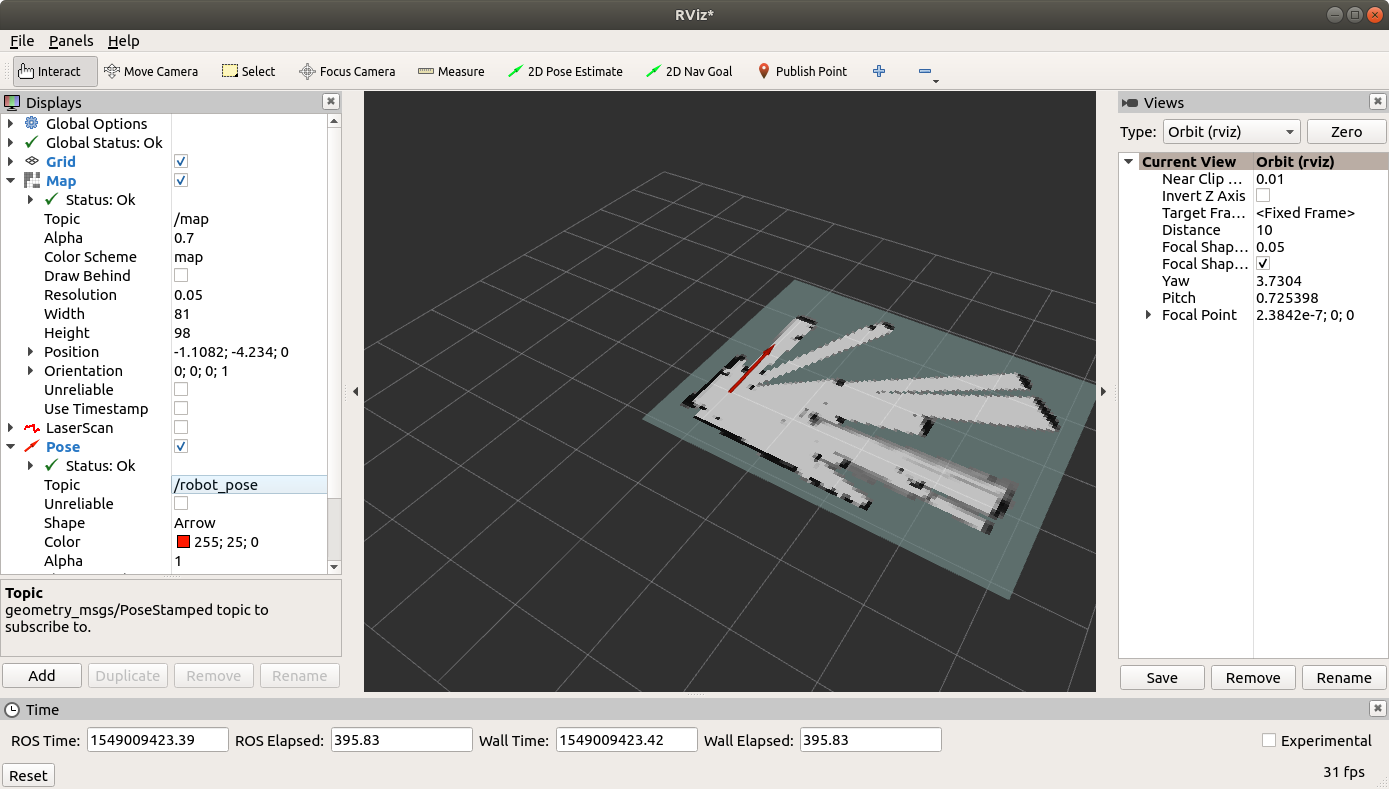 RViz*
File Panels Help
Interact Move Camera Select Focus Camera Measure 2D Pose Estimate 2D Nav Goal Publish Point
Displays
Global Options
Global Status: Ok
Grid
Map
Status: Ok
Topic /map
Alpha 0.7
Color Scheme map
Draw Behind
Resolution 0.05
Width 81
Height 98
Position -1.1082; -4.234; 0
Orientation 0; 0; 0; 1
Unreliable
Use Timestamp
LaserScan
Pose
Status: Ok
Topic /robot_pose
Unreliable
Shape Arrow
Color 255; 25; 0
Alpha 1
Topic
geometry_msgs/PoseStamped topic to
subscribe to.
Add Duplicate Remove Rename
Views
Type: Orbit (rviz) Zero
Current View Orbit (rviz)
Near Clip ... 0.01
Invert Z Axis
Target Fra... <Fixed Frame>
Distance 10
Focal Shap... 0.05
Focal Shap...
Yaw 3.7304
Pitch 0.725398
Focal Point 2.3842e-7; 0; 0
Save Remove Rename
Time
ROS Time: 1549009423.39 ROS Elapsed: 395.83 Wall Time: 1549009423.42 Wall Elapsed: 395.83 Experimental
Reset 31 fps